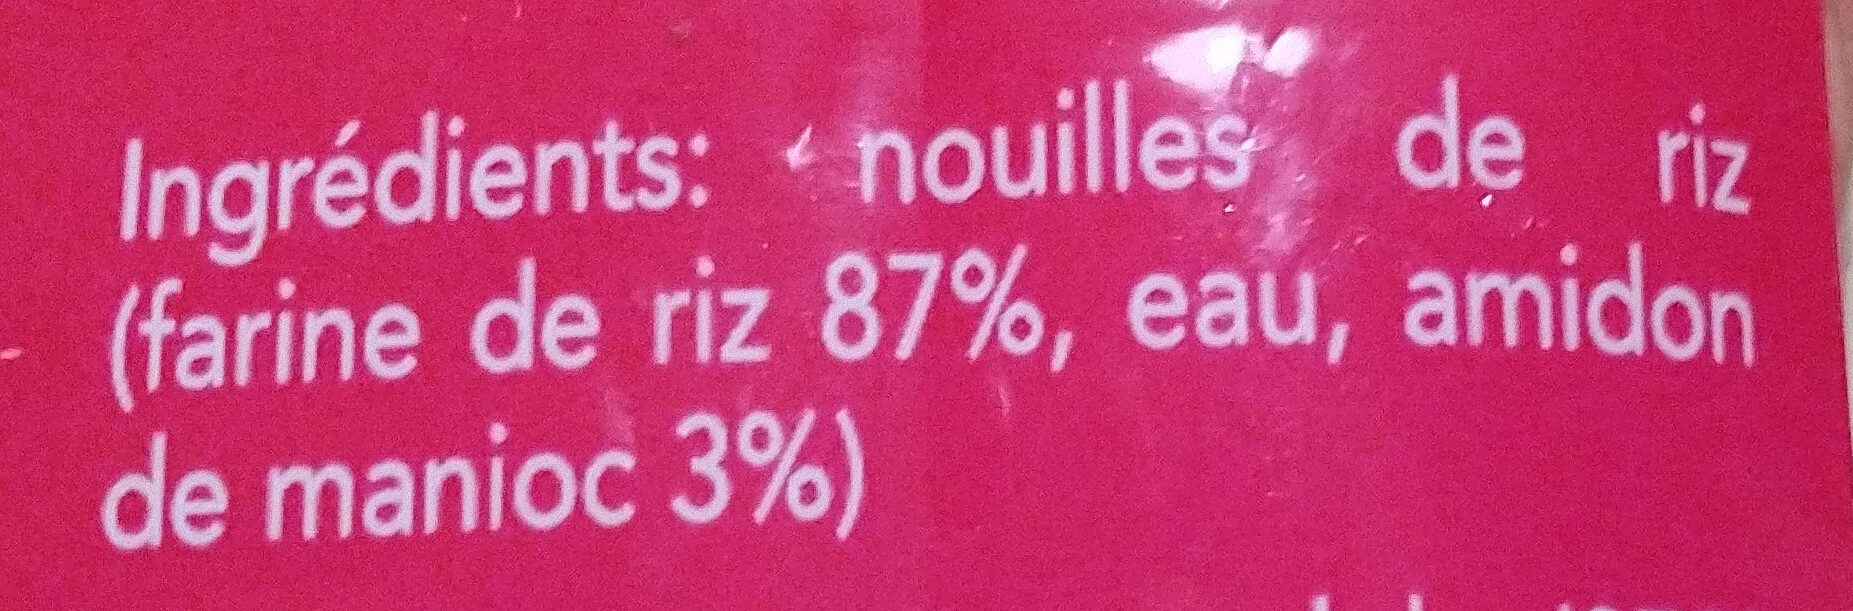 Ingrédients: nouilles de riz
(farine de riz 87%, eau, amidon
de manioc 3%)